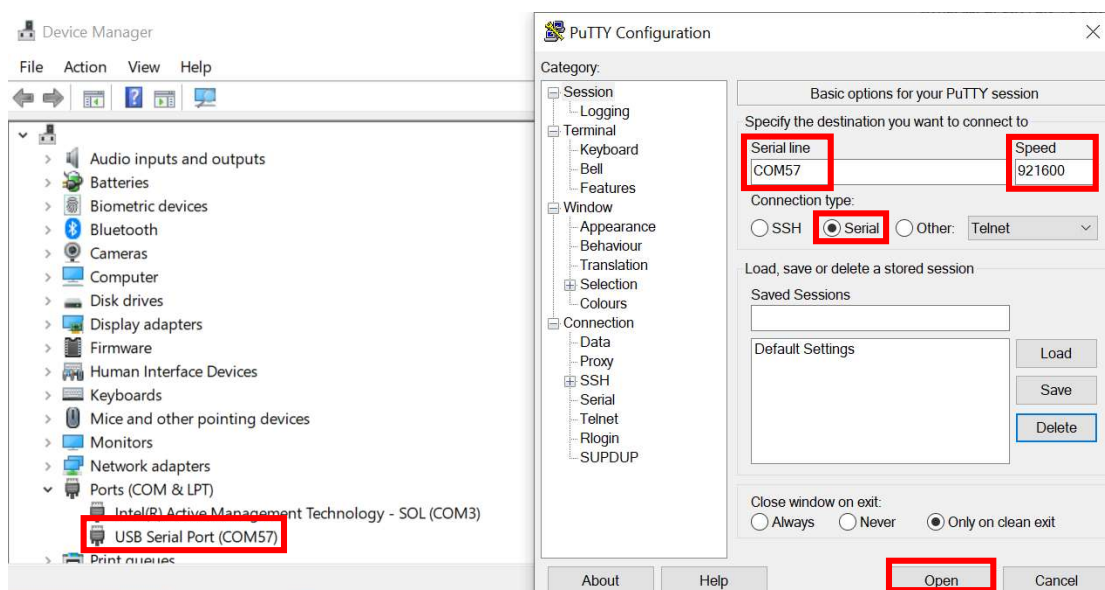 Device Manager
File Action View Help
Audio inputs and outputs
Batteries
Biometric devices
Bluetooth
Cameras
Computer
Disk drives
Display adapters
Firmware
Human Interface Devices
Keyboards
Mice and other pointing devices
Monitors
Network adapters
Ports (COM & LPT)
Intel(R) Active Management Technology - SOL (COM3)
USB Serial Port (COM57)
Print queues
PuTTY Configuration
Category:
Session
Logging
Terminal
Keyboard
Bell
Features
Window
Appearance
Behaviour
Translation
Selection
Colours
Connection
Data
Proxy
SSH
Serial
Telnet
Rlogin
SUPDUP
Basic options for your PuTTY session
Specify the destination you want to connect to
Serial line Speed
COM57 921600
Connection type:
SSH Serial Other: Telnet
Load, save or delete a stored session
Saved Sessions
Default Settings
Load
Save
Delete
Close window on exit:
Always Never Only on clean exit
About Help Open Cancel